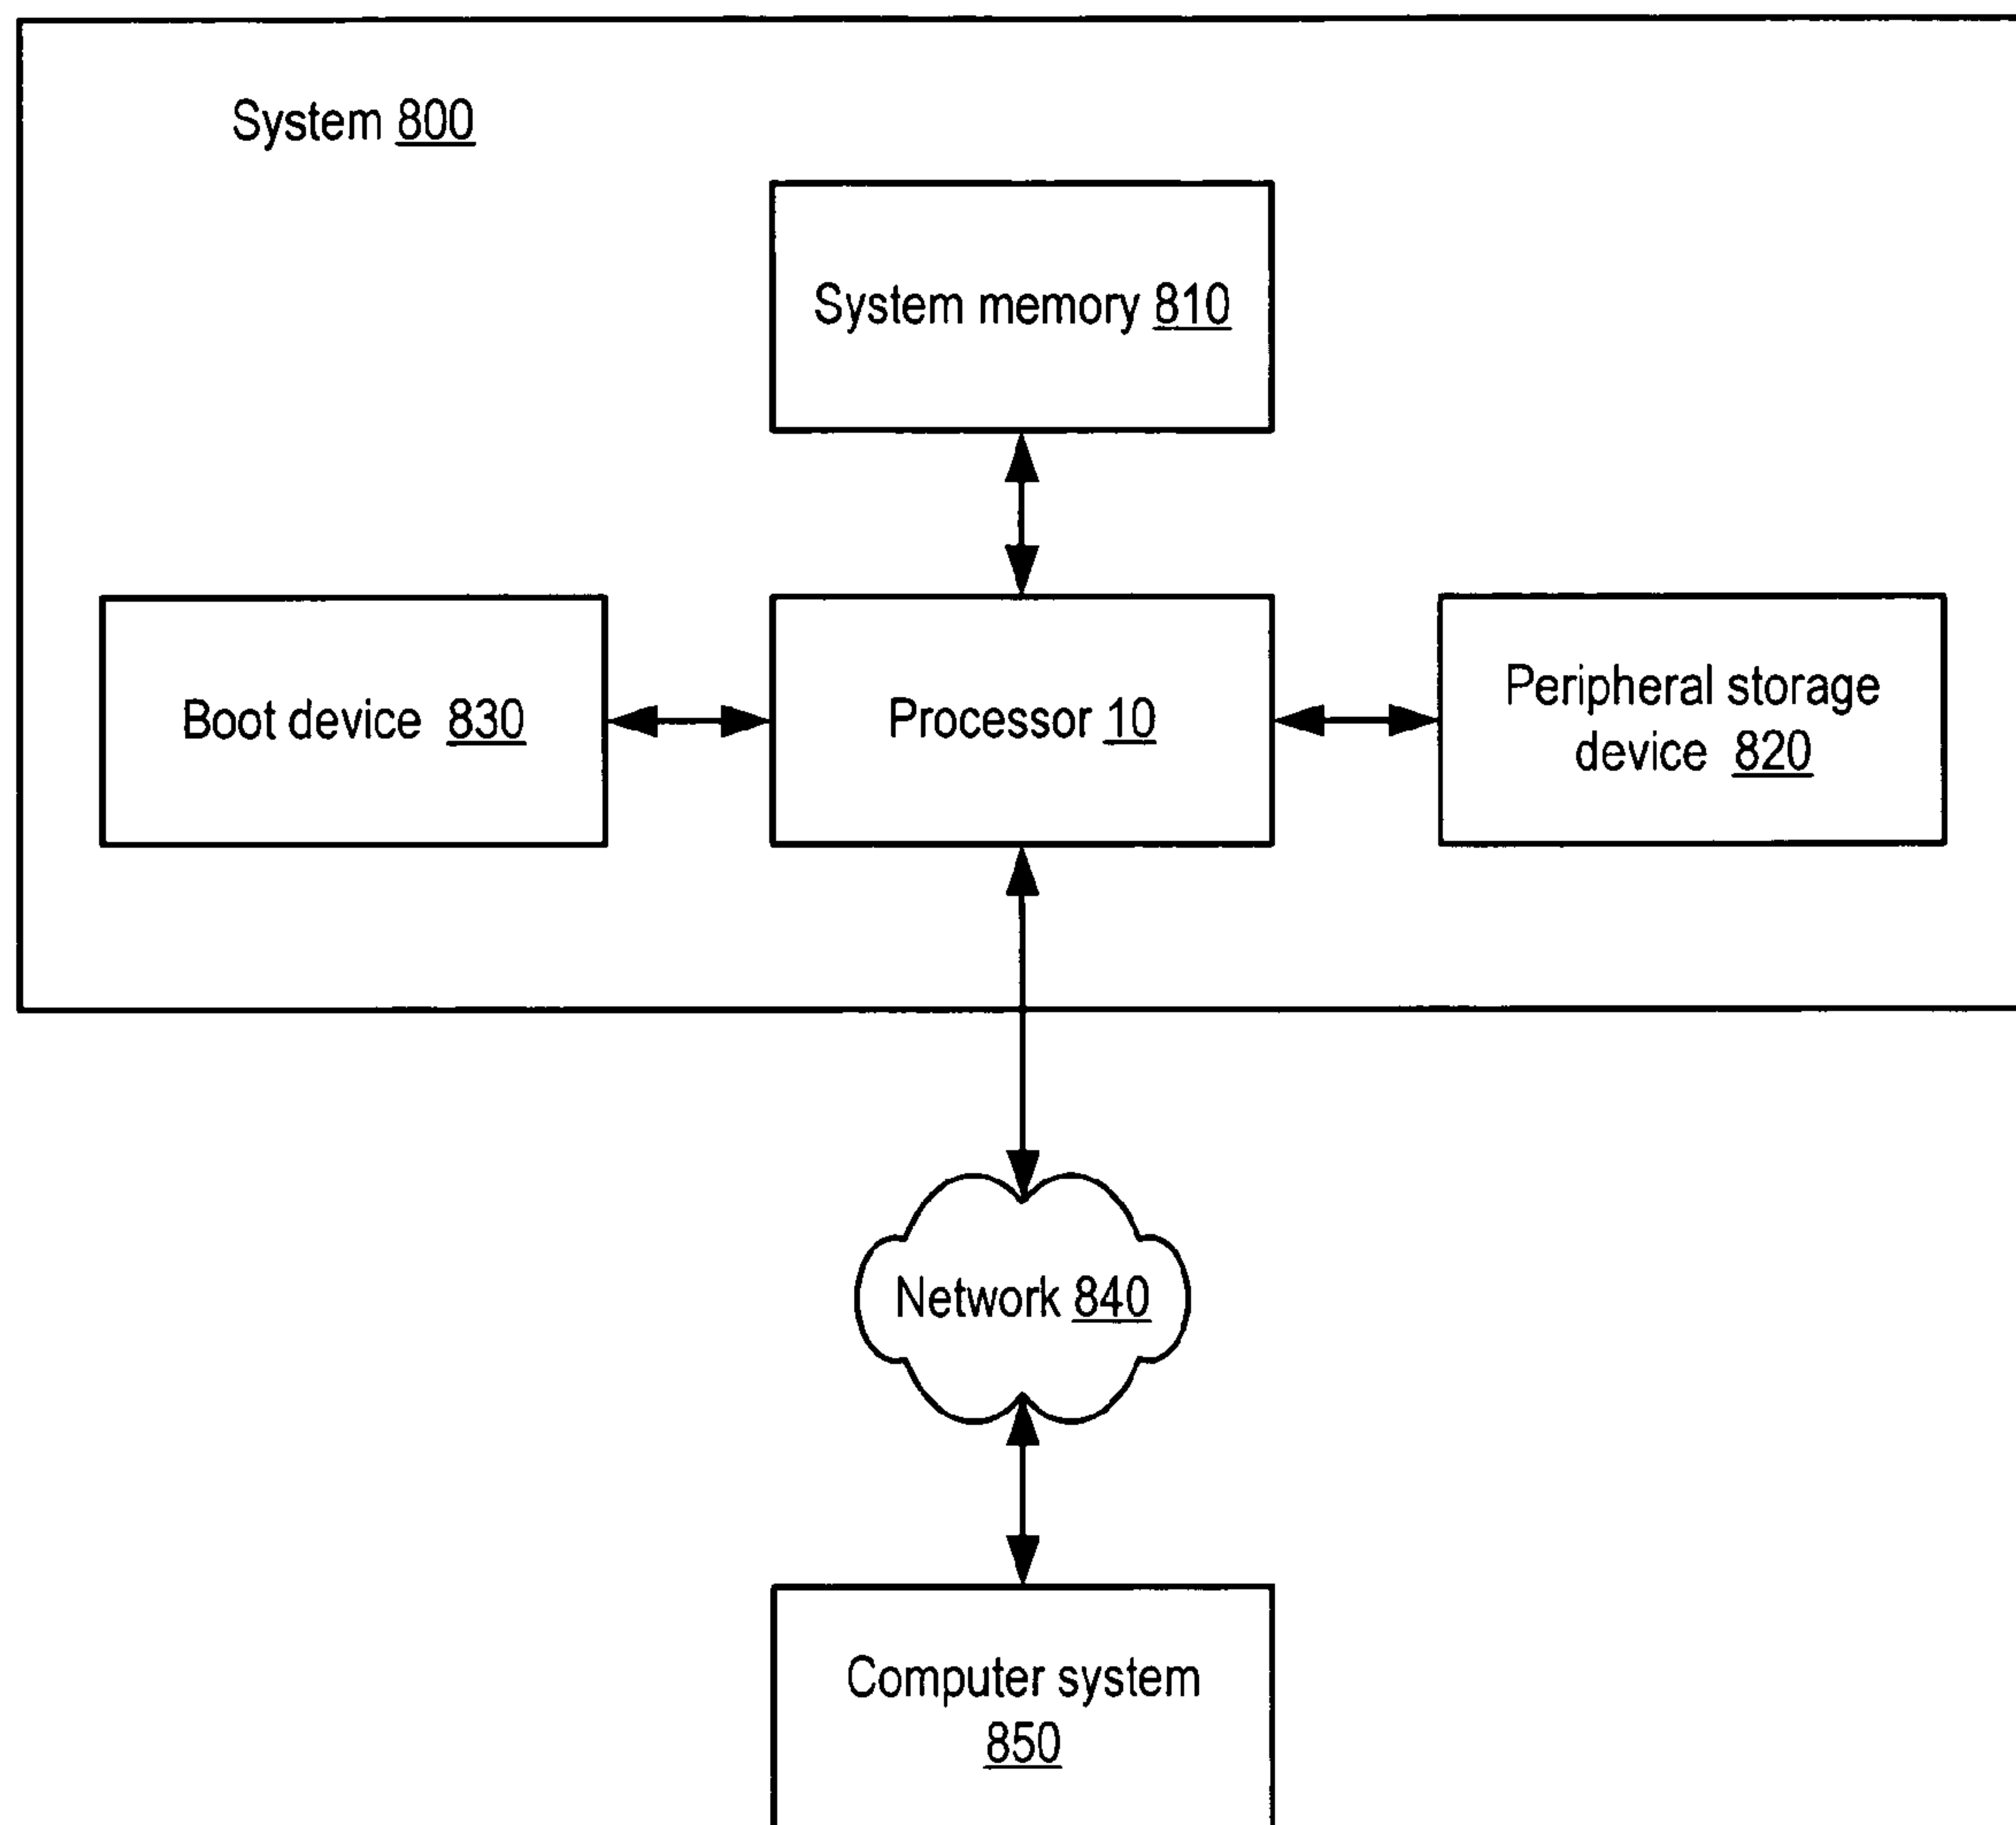 System 800
System memory 810
Boot device 830
Processor 10
Peripheral storage
device 820
Network 840
Computer system
850